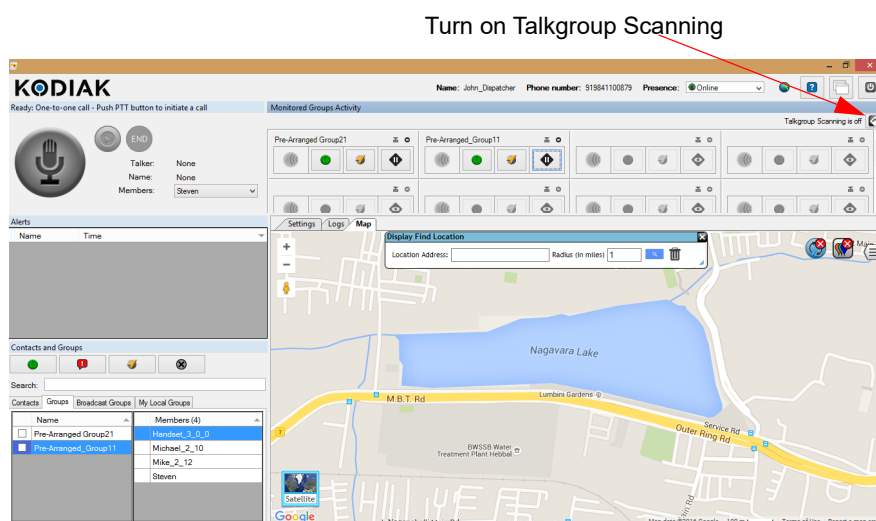 Turn on Talkgroup Scanning
KODIAK
Name: John_Dispatcher Phone number: 919841100879 Presence: Online
Ready: One-to-one call - Push PTT button to initiate a call
Monitored Groups Activity
Talkgroup Scanning is off
END
Talker: None
Name: None
Members: Steven
Pre-Arranged Group21
Pre-Arranged_Group11
Alerts
Name Time
Settings Logs Map
Display Find Location
Location Address: Radius (in miles) 1
Main
Nagavara Lake
Lumbini Gardens
M.B.T. Rd
Service Rd
Outer Ring Rd
7
BWSSB Water
Treatment Plant Hebbal
Satellite
Google
Contacts and Groups
Search:
Contacts Groups Broadcast Groups My Local Groups
Name Members (4)
Pre-Arranged Group21 Handset_3_0_0
Pre-Arranged_Group11 Michael_2_10
Mike_2_12
Steven